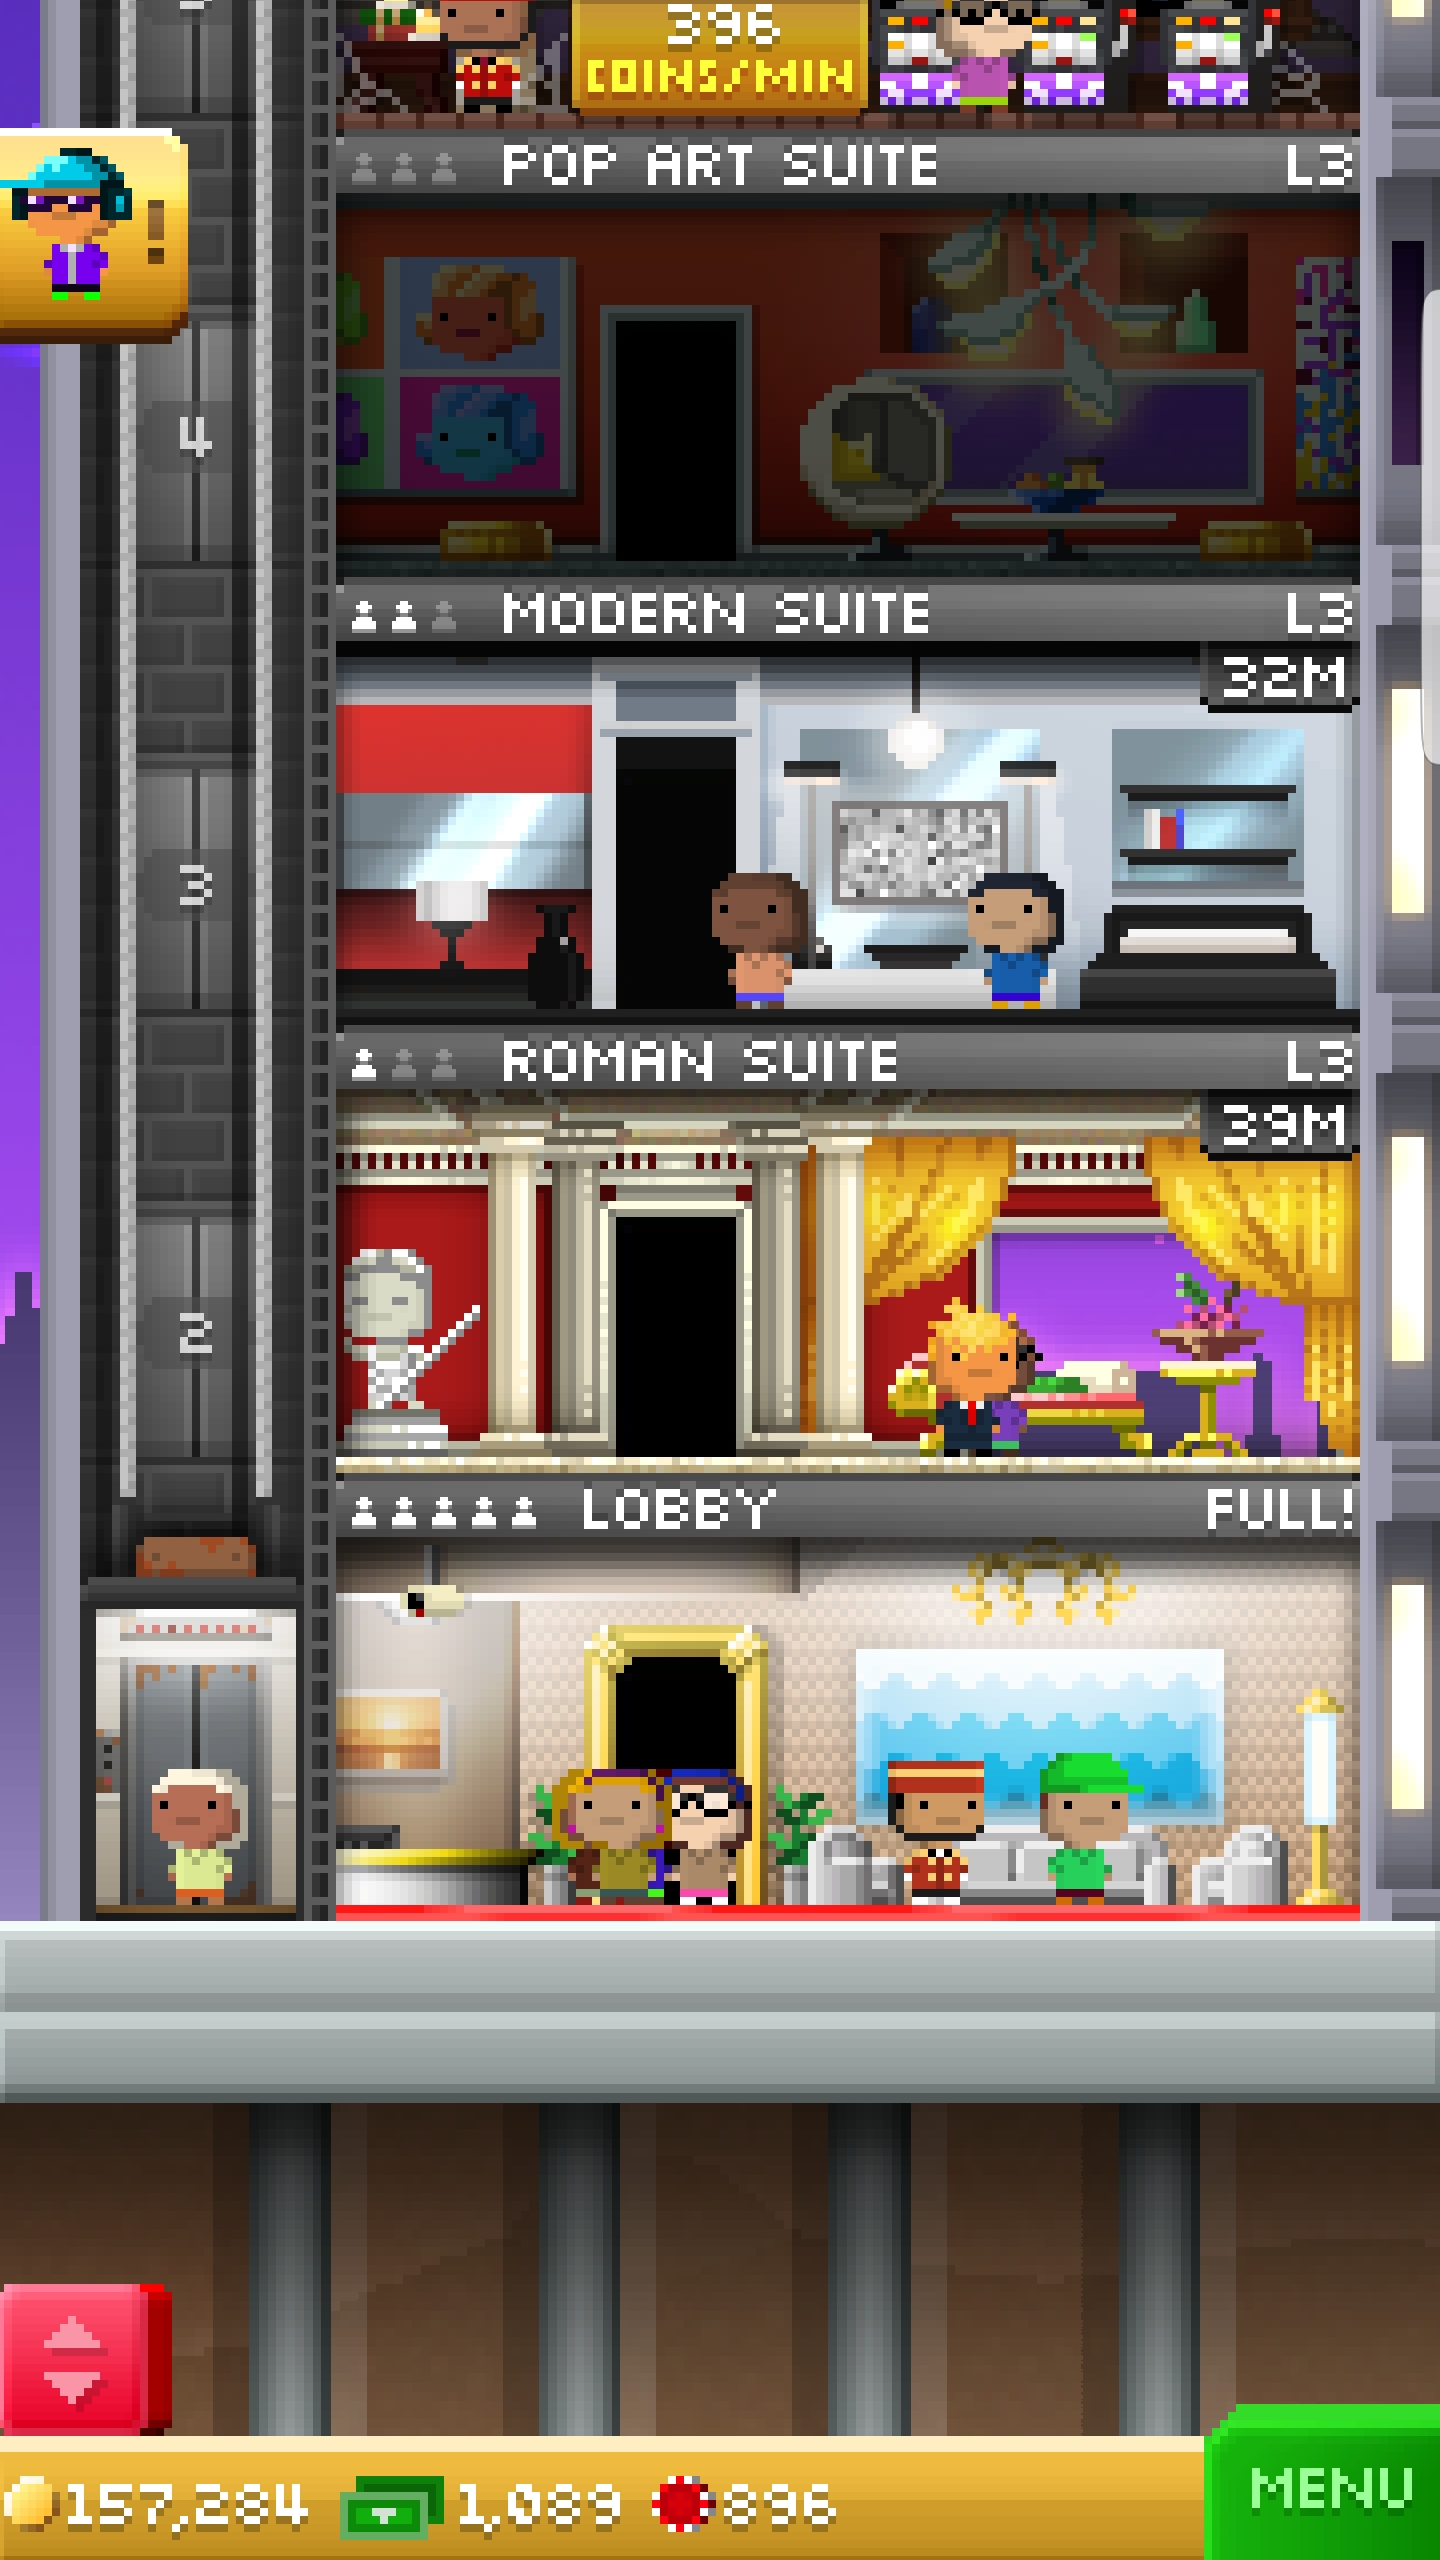 396
COINS/MIN
POP ART SUITE L3
!
4
MODERN SUITE L3
32M
3
ROMAN SUITE L3
39M
2
LOBBY FULL!
157,284 1,089 896
MENU